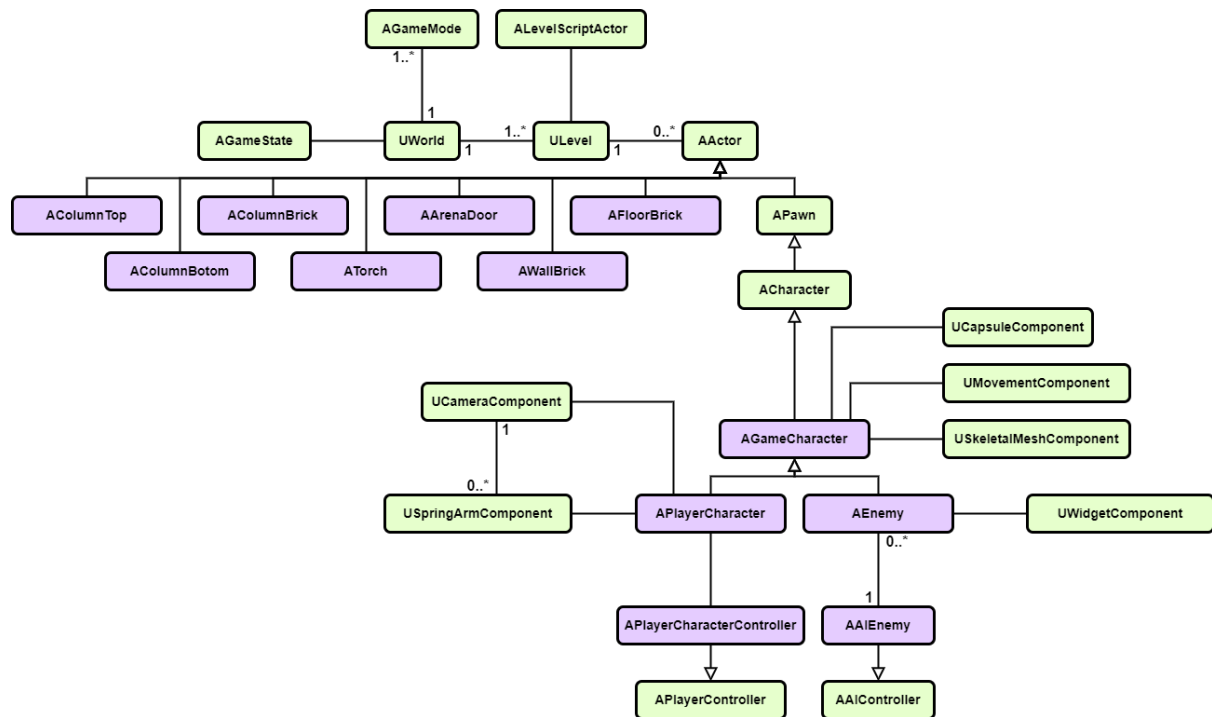 AGameMode
ALevelScriptActor
1..*
1
AGameState
UWorld
1..*
1
ULevel
0..*
1
AActor
AColumnTop
AColumnBrick
AArenaDoor
AFloorBrick
APawn
AColumnBotom
ATorch
AWallBrick
ACharacter
UCapsuleComponent
UMovementComponent
UCameraComponent
1
AGameCharacter
USkeletalMeshComponent
0..*
USpringArmComponent
APlayerCharacter
AEnemy
UWidgetComponent
0..*
1
APlayerCharacterController
AAIEnemy
APlayerController
AAIController